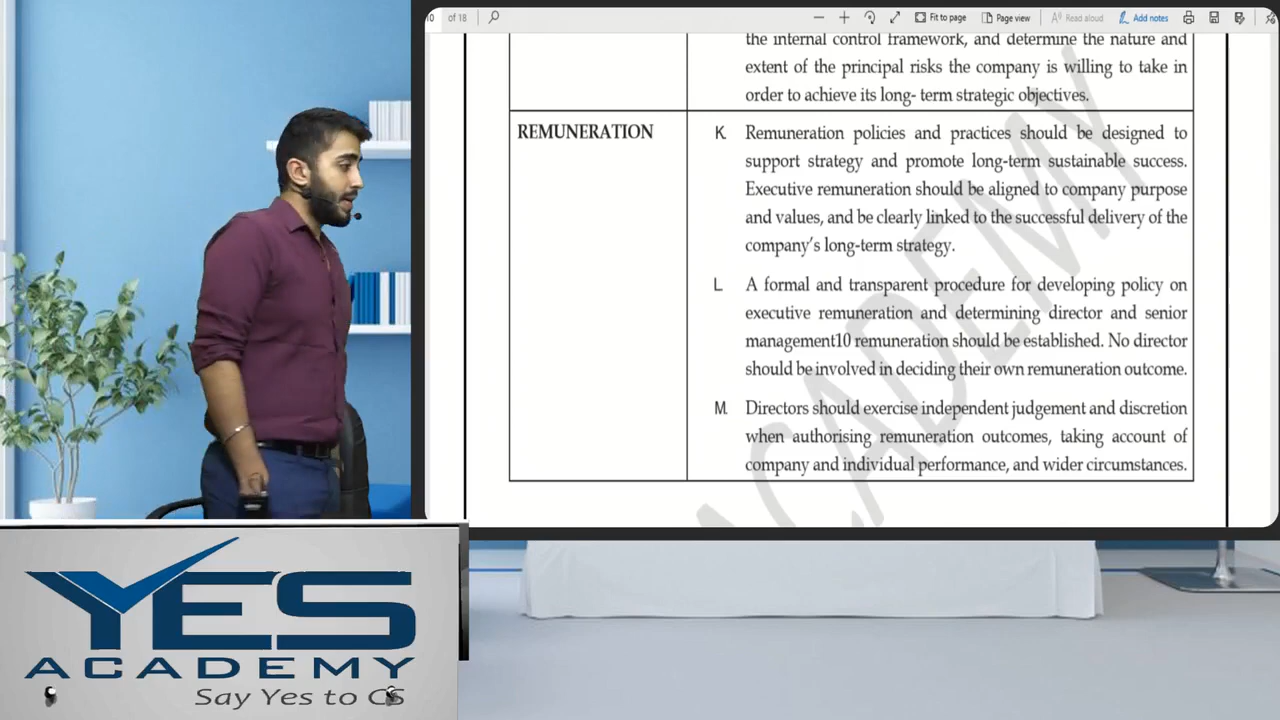 10 of 18
Fit to page
Page view
Read aloud
Add notes
the internal control framework, and determine the nature and
extent of the principal risks the company is willing to take in
order to achieve its long- term strategic objectives.
REMUNERATION
K. Remuneration policies and practices should be designed to
support strategy and promote long-term sustainable success.
Executive remuneration should be aligned to company purpose
and values, and be clearly linked to the successful delivery of the
company's long-term strategy.
L. A formal and transparent procedure for developing policy on
executive remuneration and determining director and senior
management10 remuneration should be established. No director
should be involved in deciding their own remuneration outcome.
M. Directors should exercise independent judgement and discretion
when authorising remuneration outcomes, taking account of
company and individual performance, and wider circumstances.
ACADEMY
YES
ACADEMY
Say Yes to CS